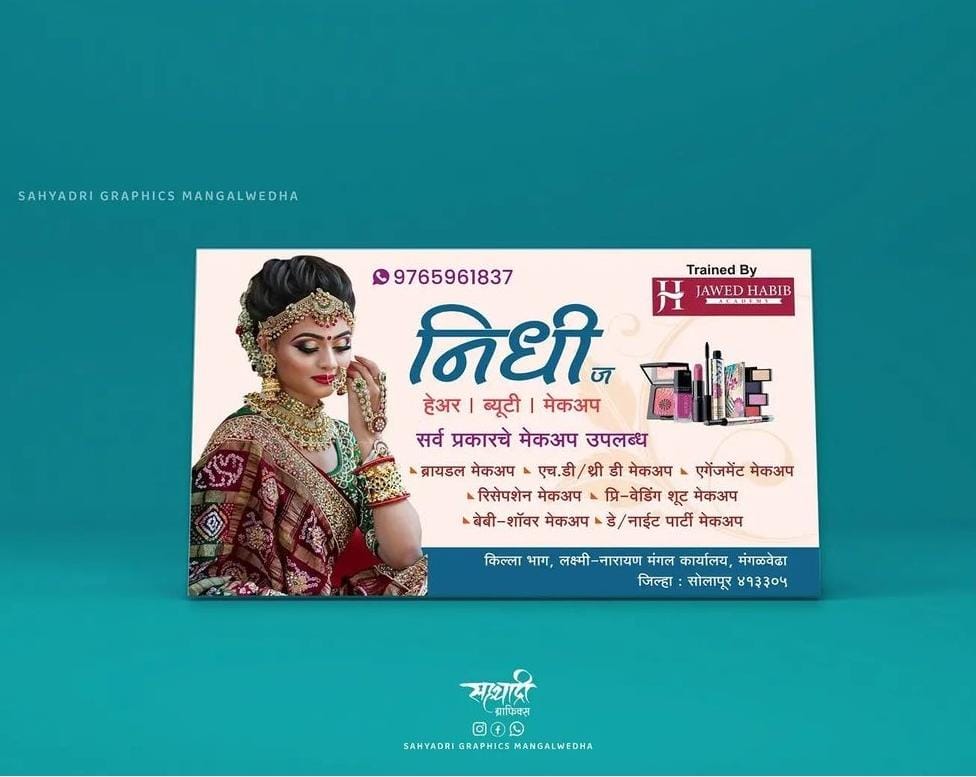 SAHYADRI GRAPHICS MANGALWEDHA
9765961837
Trained By
JAWED HABIB
ACADEMY
निधीज
हेअर । ब्यूटी । मेकअप
सर्व प्रकारचे मेकअप उपलब्ध
ब्रायडल मेकअप एच.डी/थ्री डी मेकअप एगेंजमेंट मेकअप
रिसेपशेन मेकअप प्रि-वेडिंग शूट मेकअप
बेबी-शॉवर मेकअप डे/नाईट पार्टी मेकअप
किल्ला भाग, लक्ष्मी-नारायण मंगल कार्यालय, मंगळवेढा
जिल्हा : सोलापूर ४१३३०५
सह्याद्री
ग्राफिक्स
SAHYADRI GRAPHICS MANGALWEDHA